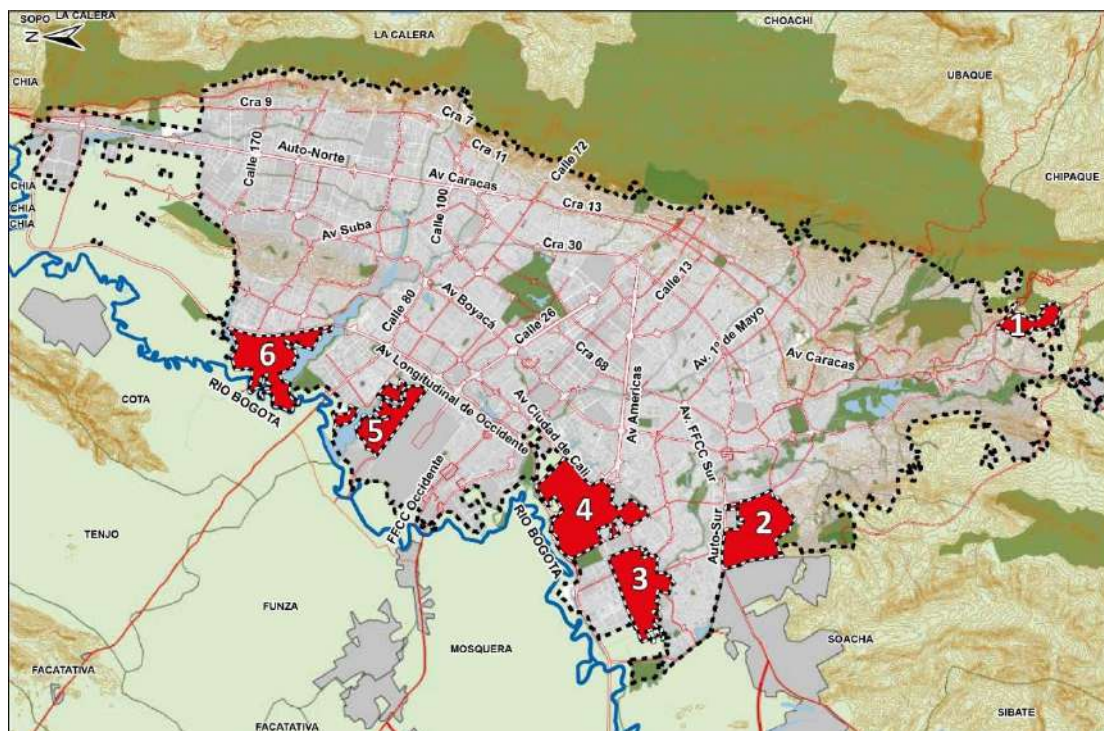 SOPO
LA CALERA
N
LA CALERA
CHOACHÍ
UBAQUE
CHIPAQUE
CHIA
CHIA
CHIA
CHIA
Cra 9
Cra 7
Cra 11
Calle 72
Calle 170
Auto-Norte
Av Caracas
Cra 13
Calle 100
Av Suba
Cra 30
Calle 80
Av Boyacá
Calle 26
Calle 13
Cra 68
Av. 1º de Mayo
Av Caracas
Av Longitudinal de Occidente
Av Ciudad de Cali
Av Americas
Av. FFCC Sur
Auto-Sur
FFCC Occidente
RIO BOGOTA
RIO BOGOTA
1
2
3
4
5
6
COTA
TENJO
FUNZA
MOSQUERA
SOACHA
SIBATE
FACATATIVA
FACATATIVA